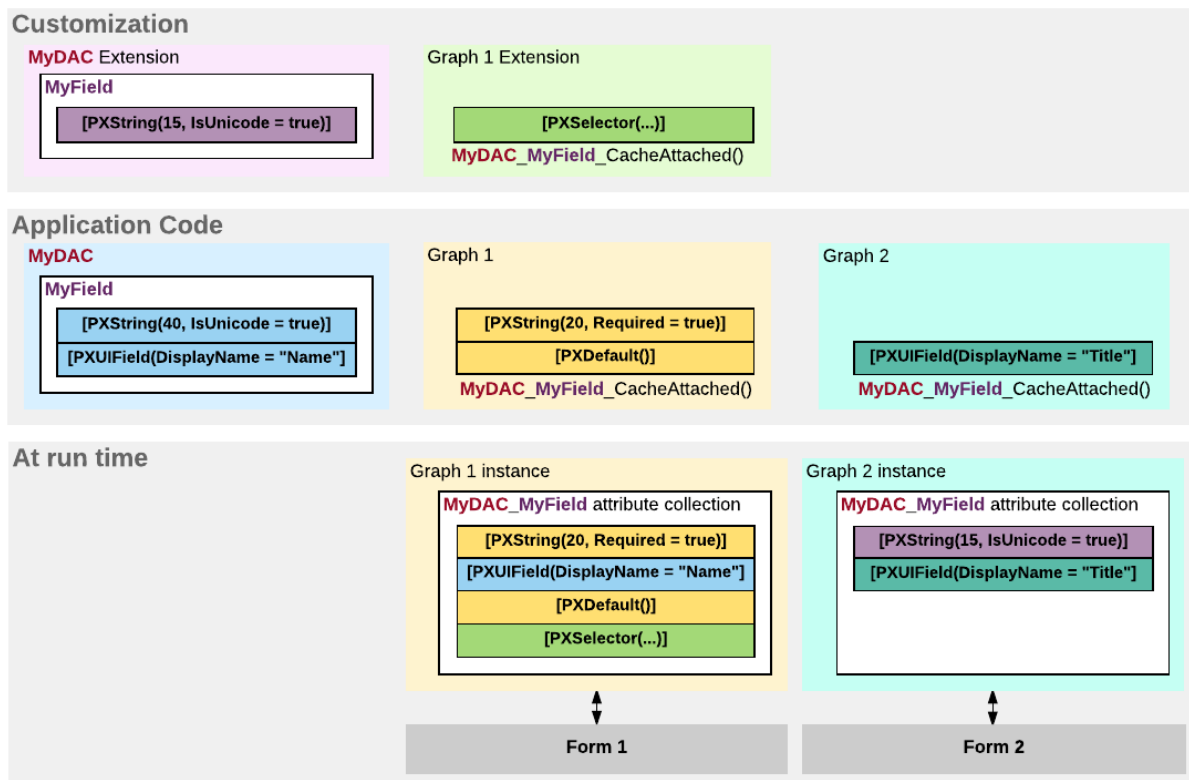 Customization
MyDAC Extension
MyField
[PXString(15, IsUnicode = true)]
Graph 1 Extension
[PXSelector(...)]
MyDAC_MyField_CacheAttached()
Application Code
MyDAC
MyField
[PXString(40, IsUnicode = true)]
[PXUIField(DisplayName = "Name"]
Graph 1
[PXString(20, Required = true)]
[PXDefault()]
MyDAC_MyField_CacheAttached()
Graph 2
[PXUIField(DisplayName = "Title"]
MyDAC_MyField_CacheAttached()
At run time
Graph 1 instance
MyDAC_MyField attribute collection
[PXString(20, Required = true)]
[PXUIField(DisplayName = "Name"]
[PXDefault()]
[PXSelector(...)]
Form 1
Graph 2 instance
MyDAC_MyField attribute collection
[PXString(15, IsUnicode = true)]
[PXUIField(DisplayName = "Title"]
Form 2